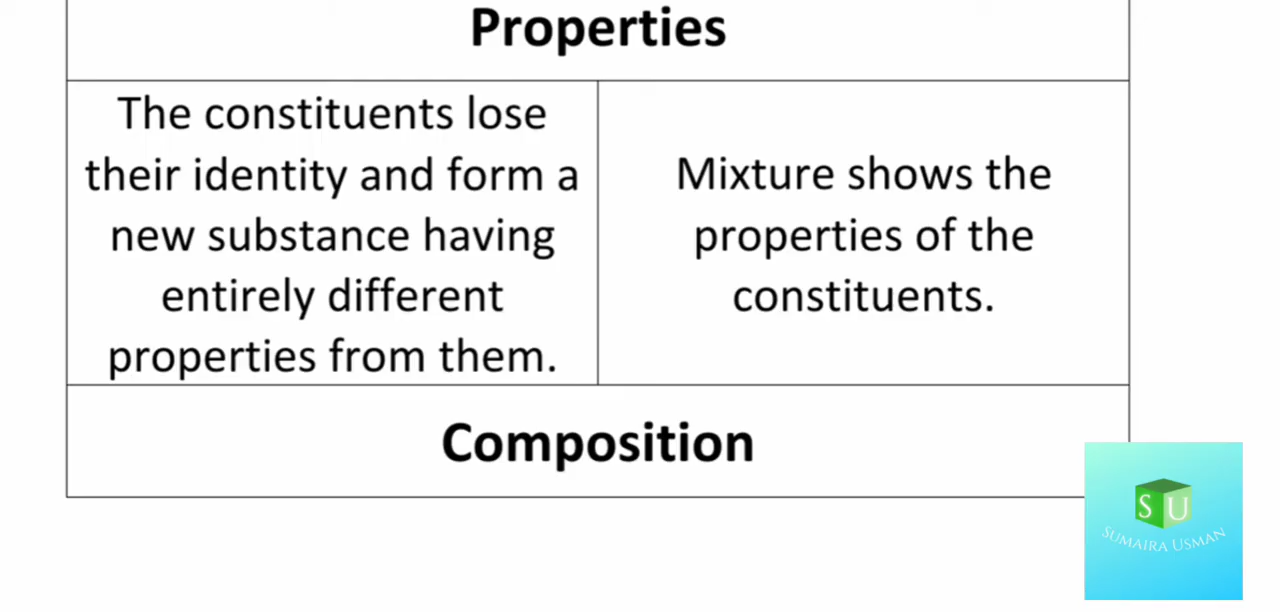 Properties
The constituents lose
their identity and form a
new substance having
entirely different
properties from them.
Mixture shows the
properties of the
constituents.
Composition
S U
SUMAIRA USMAN